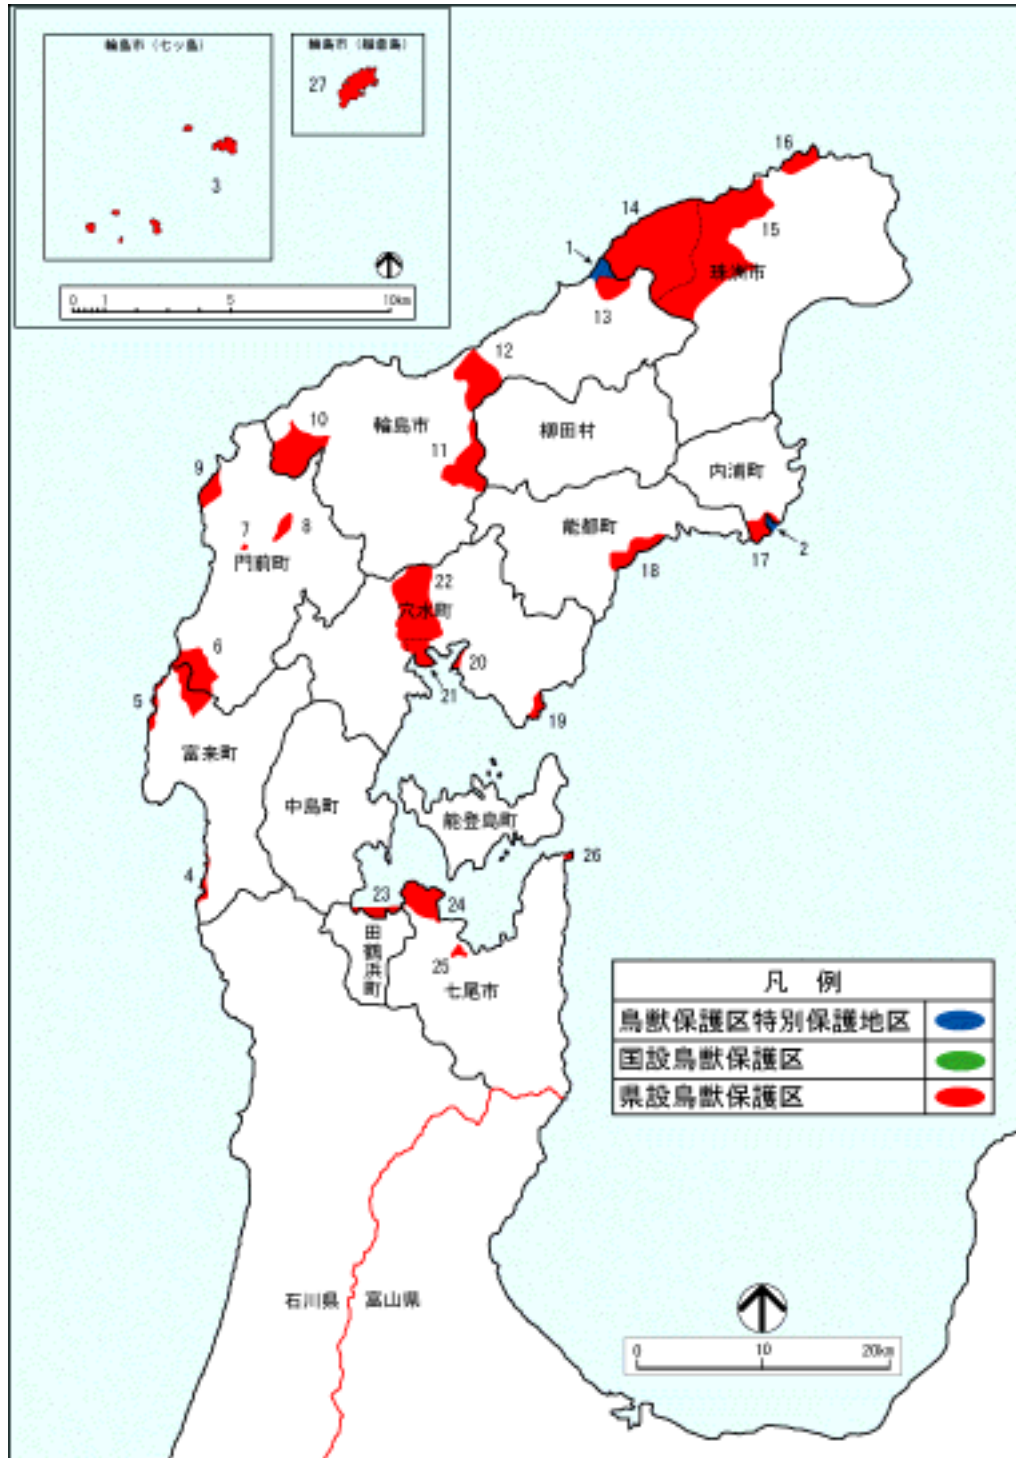 輪島市（七ッ島）
輪島市（舳倉島）
27
3
0 1 5 10km
16
14
15
1
珠洲市
13
12
10
輪島市
柳田村
11
内浦町
9
能都町
7
8
2
17
門前町
18
22
穴水町
6
20
5
21
19
富来町
中島町
能登島町
26
4
23
24
田鶴浜町
25
七尾市
凡 例
鳥獣保護区特別保護地区
国設鳥獣保護区
県設鳥獣保護区
石川県
富山県
0 10 20km